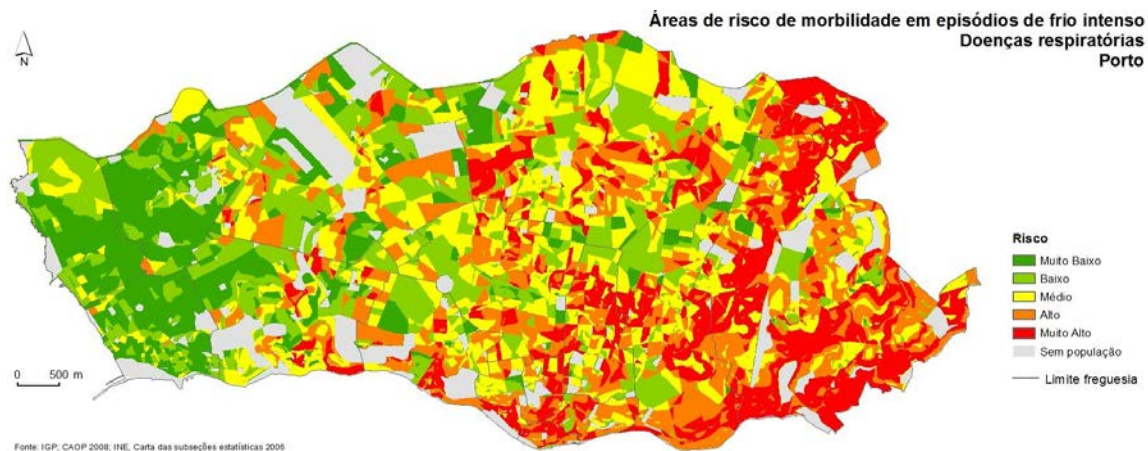 Áreas de risco de morbilidade em episódios de frio intenso
Doenças respiratórias
Porto
N
Risco
Muito Baixo
Baixo
Médio
Alto
Muito Alto
Sem população
Limite freguesia
0 500 m
Fonte: IGP; CAOP 2008; INE, Carta das subseções estatísticas 2005